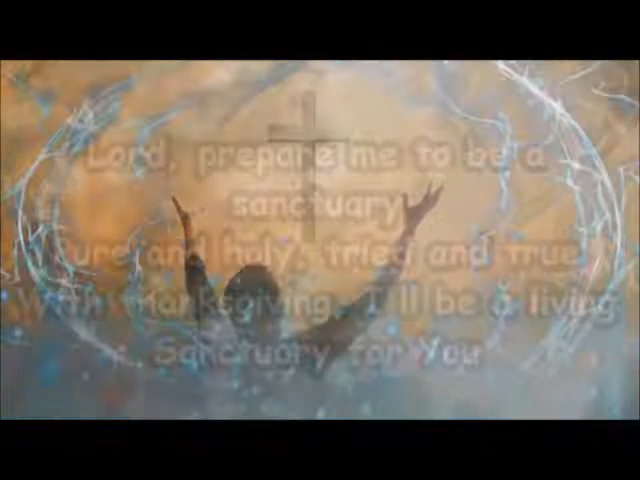 Lord, prepare me to be a
sanctuary
Pure and holy, tried and true
With thanksgiving, I'll be a living
Sanctuary for You